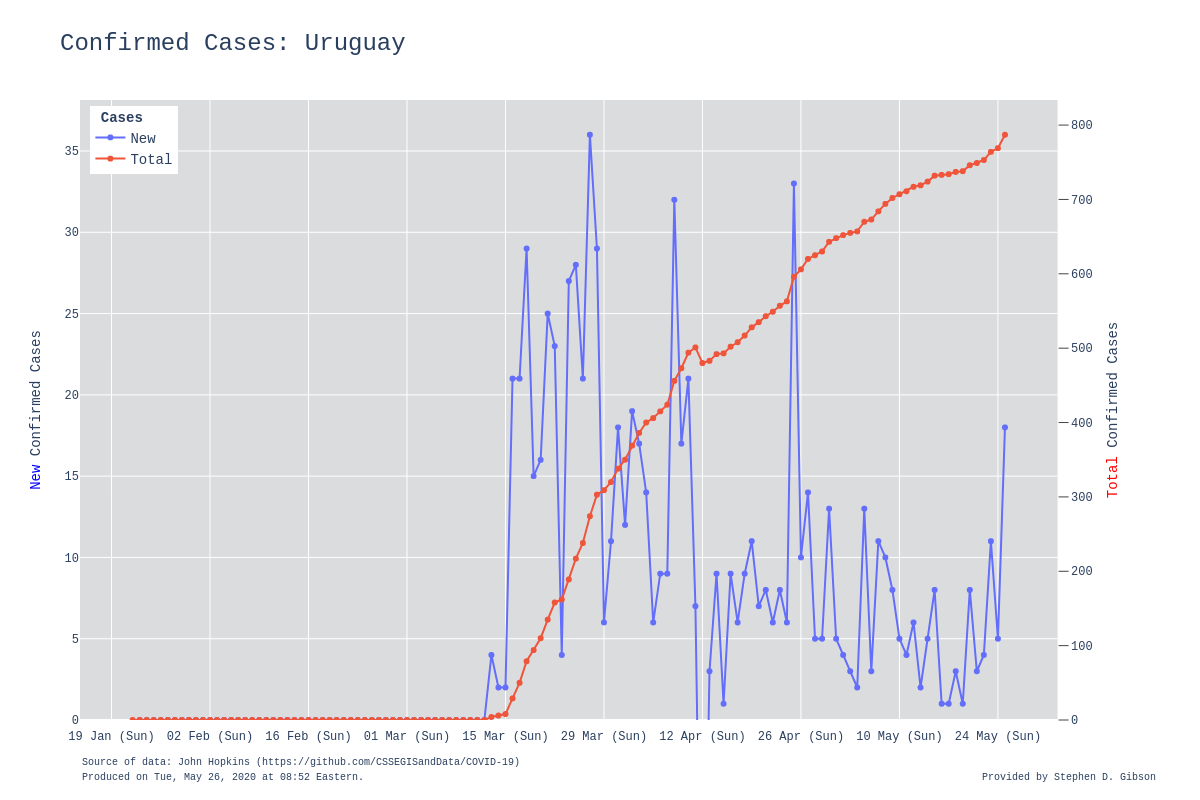 Confirmed Cases: Uruguay
Cases
New
Total
35
30
25
20
15
10
5
0
800
700
600
500
400
300
200
100
0
New Confirmed Cases
Total Confirmed Cases
19 Jan (Sun) 02 Feb (Sun) 16 Feb (Sun) 01 Mar (Sun) 15 Mar (Sun) 29 Mar (Sun) 12 Apr (Sun) 26 Apr (Sun) 10 May (Sun) 24 May (Sun)
Source of data: John Hopkins (https://github.com/CSSEGISandData/COVID-19)
Produced on Tue, May 26, 2020 at 08:52 Eastern.
Provided by Stephen D. Gibson